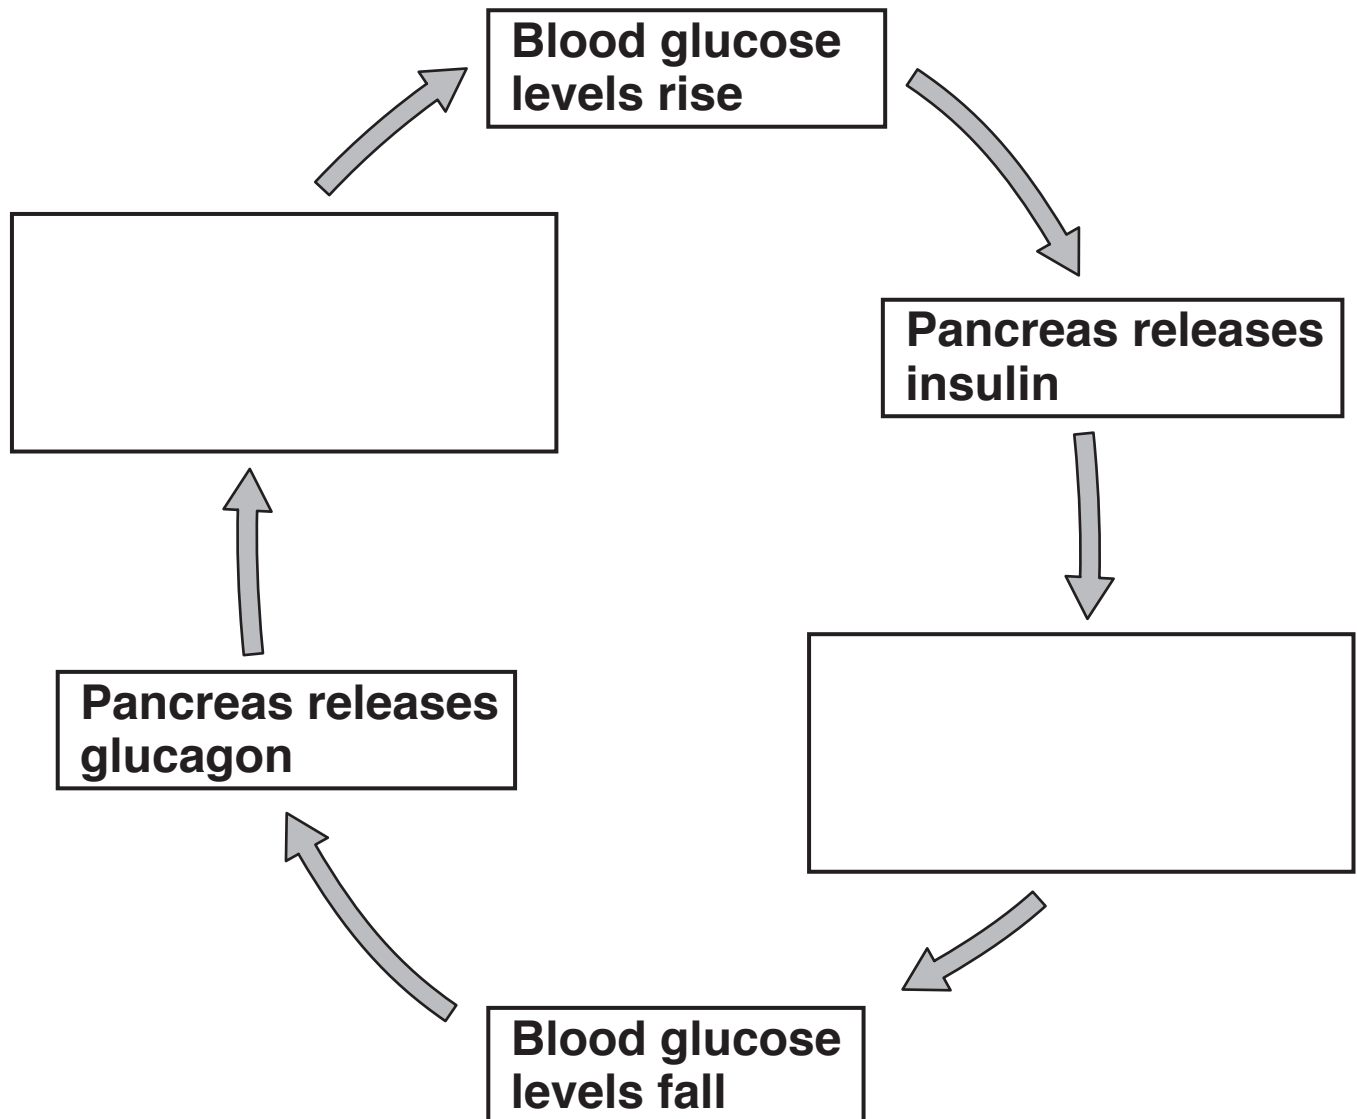 Blood glucose
levels rise
Pancreas releases
insulin
Pancreas releases
glucagon
Blood glucose
levels fall